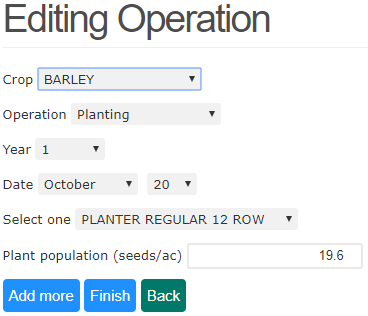 Editing Operation
Crop BARLEY
Operation Planting
Year 1
Date October 20
Select one PLANTER REGULAR 12 ROW
Plant population (seeds/ac) 19.6
Add more Finish Back